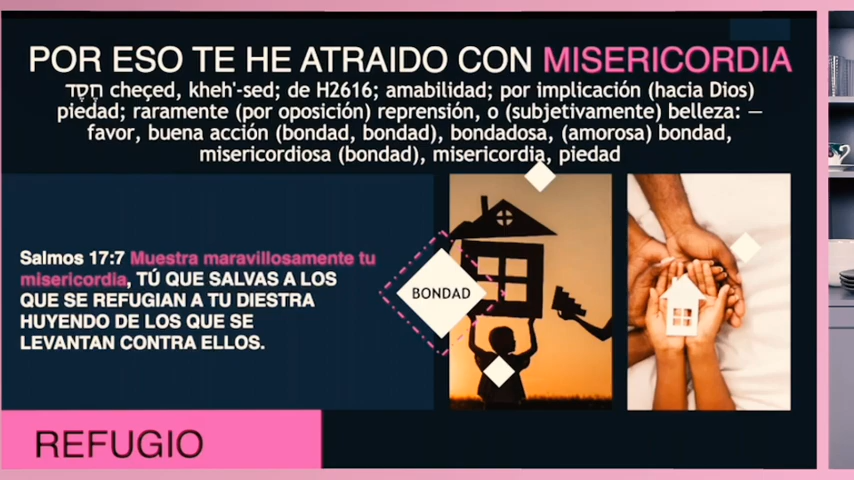 POR ESO TE HE ATRAIDO CON MISERICORDIA
חֶסֶד cheçed, kheh'-sed; de H2616; amabilidad; por implicación (hacia Dios)
piedad; raramente (por oposición) reprensión, o (subjetivamente) belleza: —
favor, buena acción (bondad, bondad), bondadosa, (amorosa) bondad,
misericordiosa (bondad), misericordia, piedad
Salmos 17:7 Muestra maravillosamente tu
misericordia, TÚ QUE SALVAS A LOS
QUE SE REFUGIAN A TU DIESTRA
HUYENDO DE LOS QUE SE
LEVANTAN CONTRA ELLOS.
BONDAD
REFUGIO